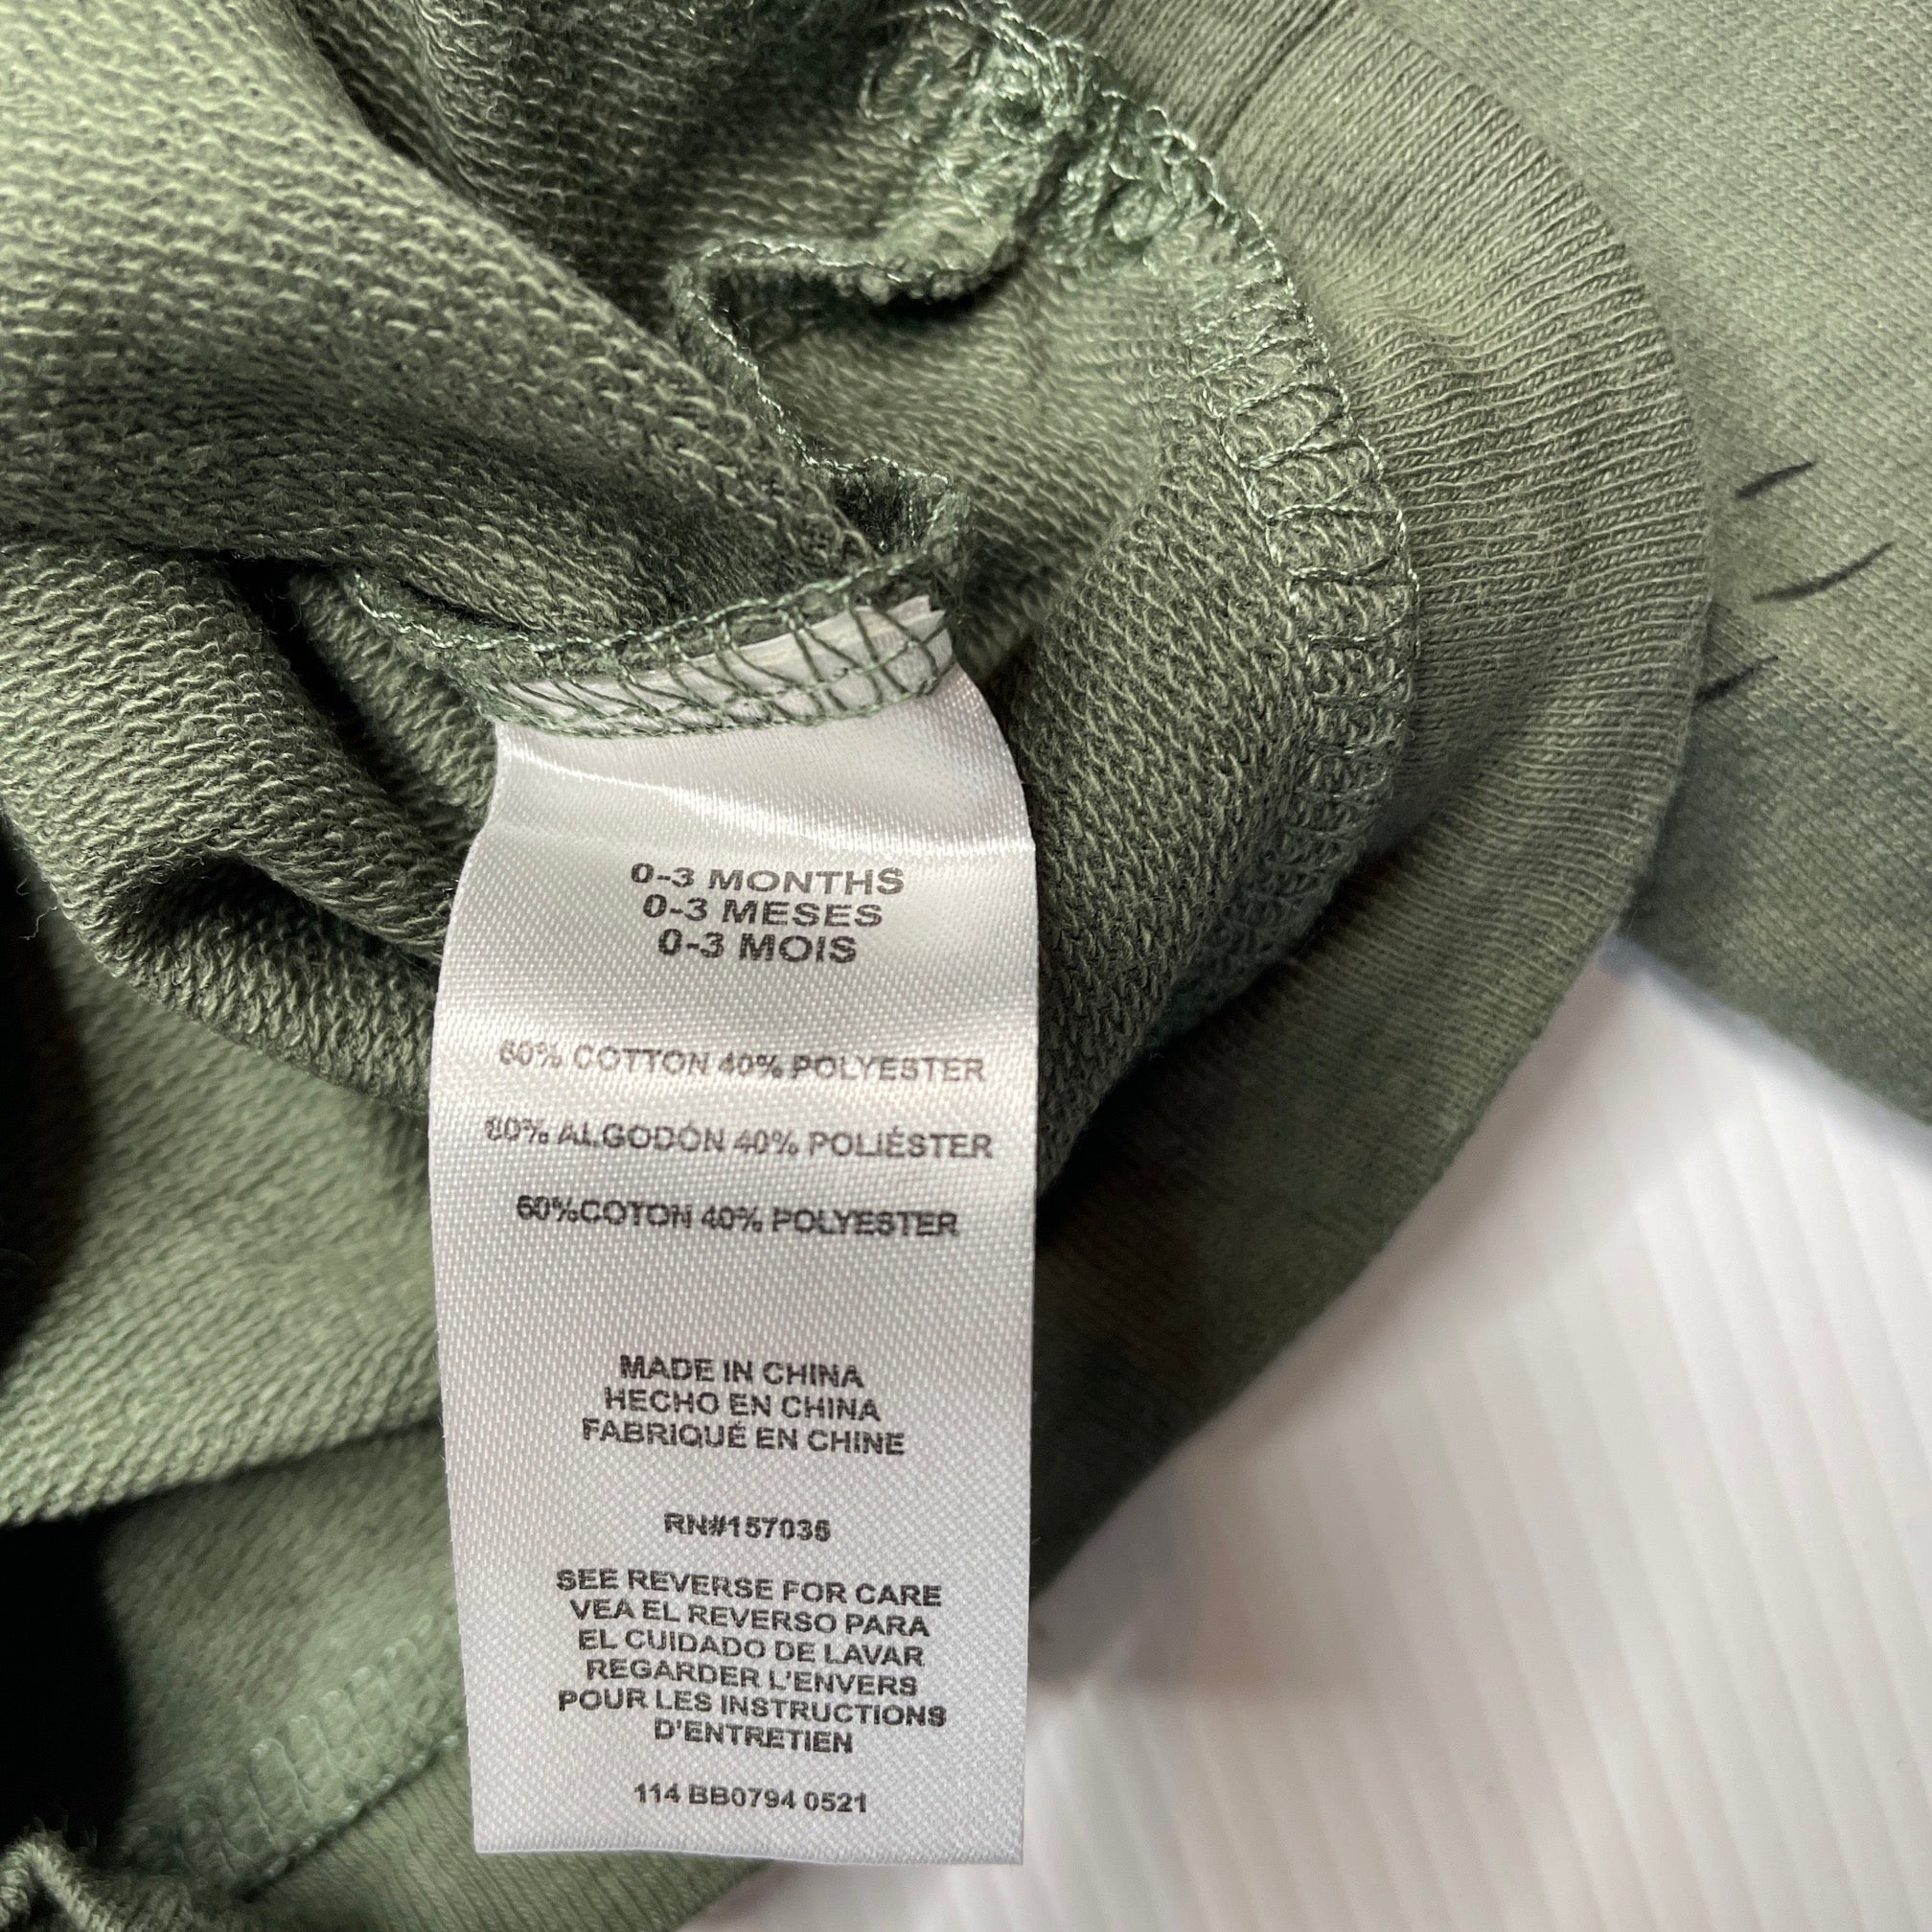 0-3 MONTHS
0-3 MESES
0-3 MOIS
60% COTTON 40% POLYESTER
60% ALGODÓN 40% POLIÉSTER
60%COTON 40% POLYESTER
MADE IN CHINA
HECHO EN CHINA
FABRIQUÉ EN CHINE
RN#157035
SEE REVERSE FOR CARE
VEA EL REVERSO PARA
EL CUIDADO DE LAVAR
REGARDER L'ENVERS
POUR LES INSTRUCTIONS
D'ENTRETIEN
114 BB0794 0521